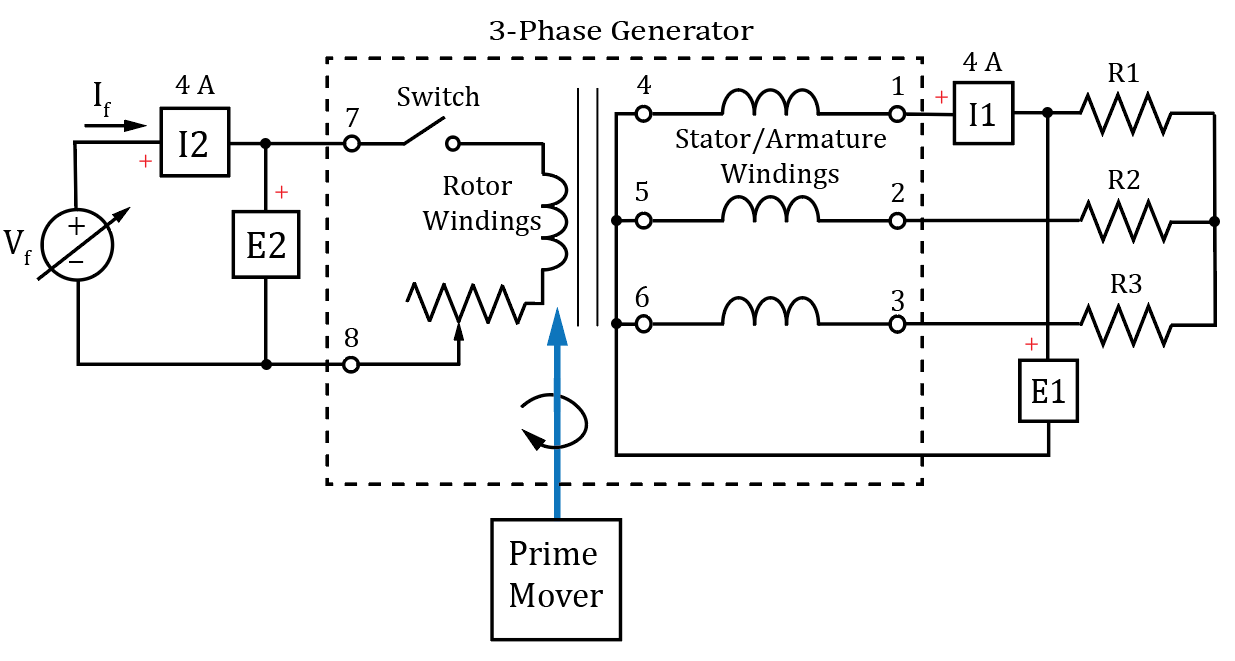 3-Phase Generator
4 A
4 A
I_f
I2
+
7
Switch
4
1
+
I1
R1
Stator/Armature
Windings
Rotor
Windings
+
E2
V_f
+
−
5
2
R2
6
3
R3
8
+
E1
Prime
Mover